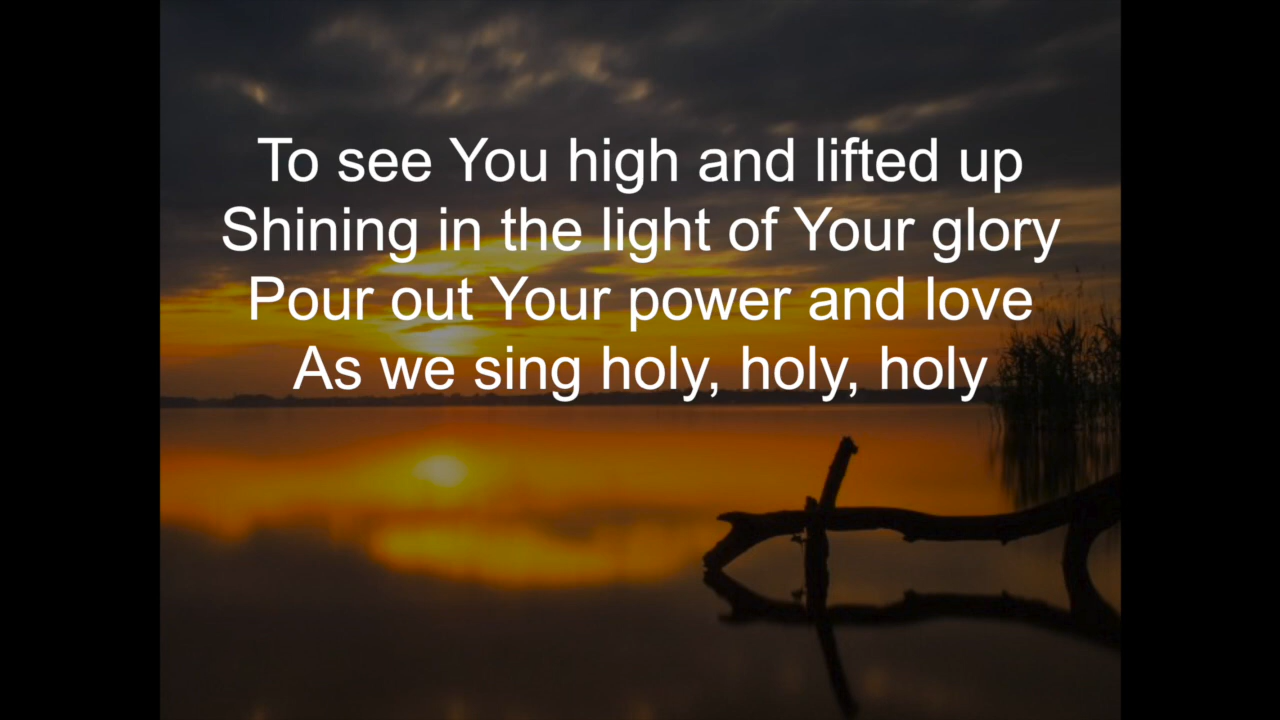 To see You high and lifted up
Shining in the light of Your glory
Pour out Your power and love
As we sing holy, holy, holy